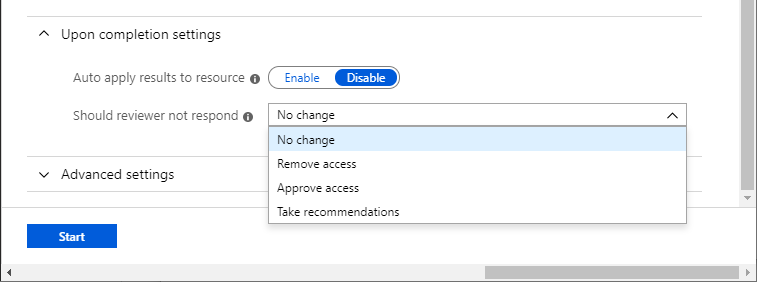 Upon completion settings
Auto apply results to resource Enable Disable
Should reviewer not respond No change
No change
Remove access
Advanced settings
Approve access
Take recommendations
Start